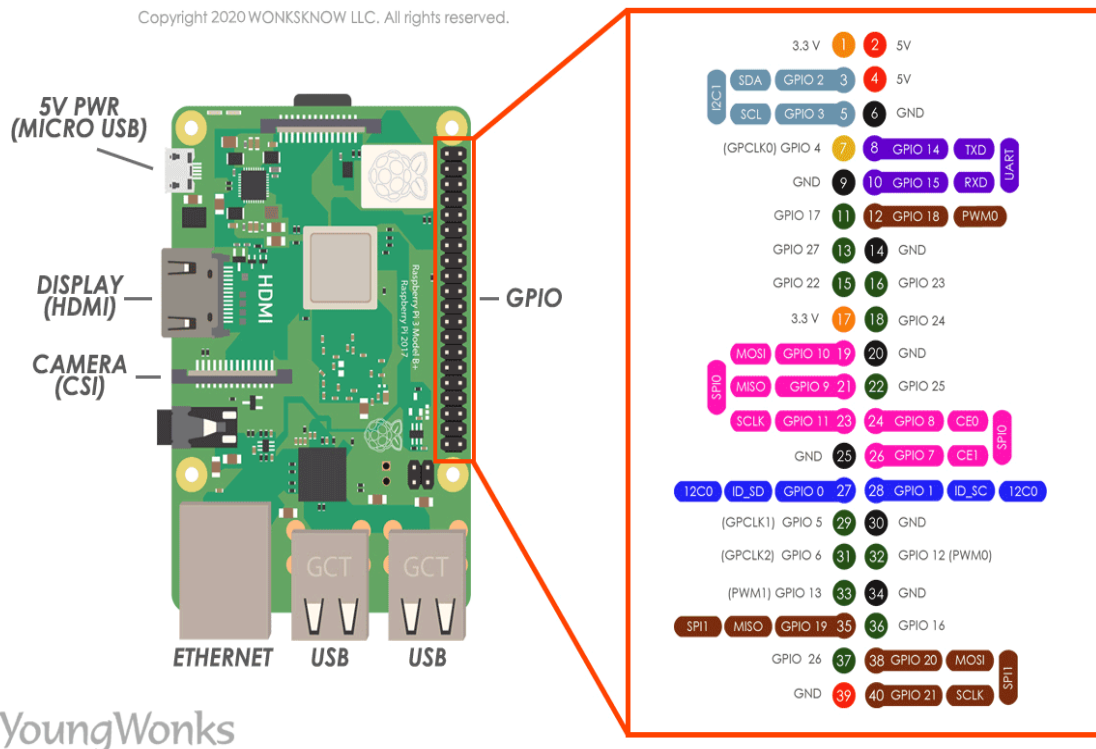 Copyright 2020 WONKSKNOW LLC. All rights reserved.
5V PWR
(MICRO USB)
DISPLAY
(HDMI)
CAMERA
(CSI)
HDMI
Raspberry Pi 3 Model B+
Raspberry Pi 2017
GPIO
GCT
GCT
ETHERNET
USB
USB
3.3 V 1 2 5V
I2C1
SDA GPIO 2 3 4 5V
SCL GPIO 3 5 6 GND
(GPCLK0) GPIO 4 7 8 GPIO 14 TXD
UART
GND 9 10 GPIO 15 RXD
GPIO 17 11 12 GPIO 18 PWM0
GPIO 27 13 14 GND
GPIO 22 15 16 GPIO 23
3.3 V 17 18 GPIO 24
MOSI GPIO 10 19 20 GND
SPI0
MISO GPIO 9 21 22 GPIO 25
SCLK GPIO 11 23 24 GPIO 8 CE0
SPI0
GND 25 26 GPIO 7 CE1
12C0 ID_SD GPIO 0 27 28 GPIO 1 ID_SC 12C0
(GPCLK1) GPIO 5 29 30 GND
(GPCLK2) GPIO 6 31 32 GPIO 12 (PWM0)
(PWM1) GPIO 13 33 34 GND
SPI1 MISO GPIO 19 35 36 GPIO 16
GPIO 26 37 38 GPIO 20 MOSI
SPI1
GND 39 40 GPIO 21 SCLK
YoungWonks